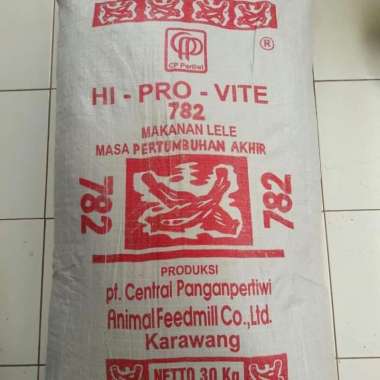 CP
CP Pertiwi
®
HI - PRO - VITE
782
MAKANAN LELE
MASA PERTUMBUHAN AKHIR
782
782
PRODUKSI
pt. Central Panganpertiwi
Animal Feedmill Co., Ltd.
Karawang
NETTO 30 Kg